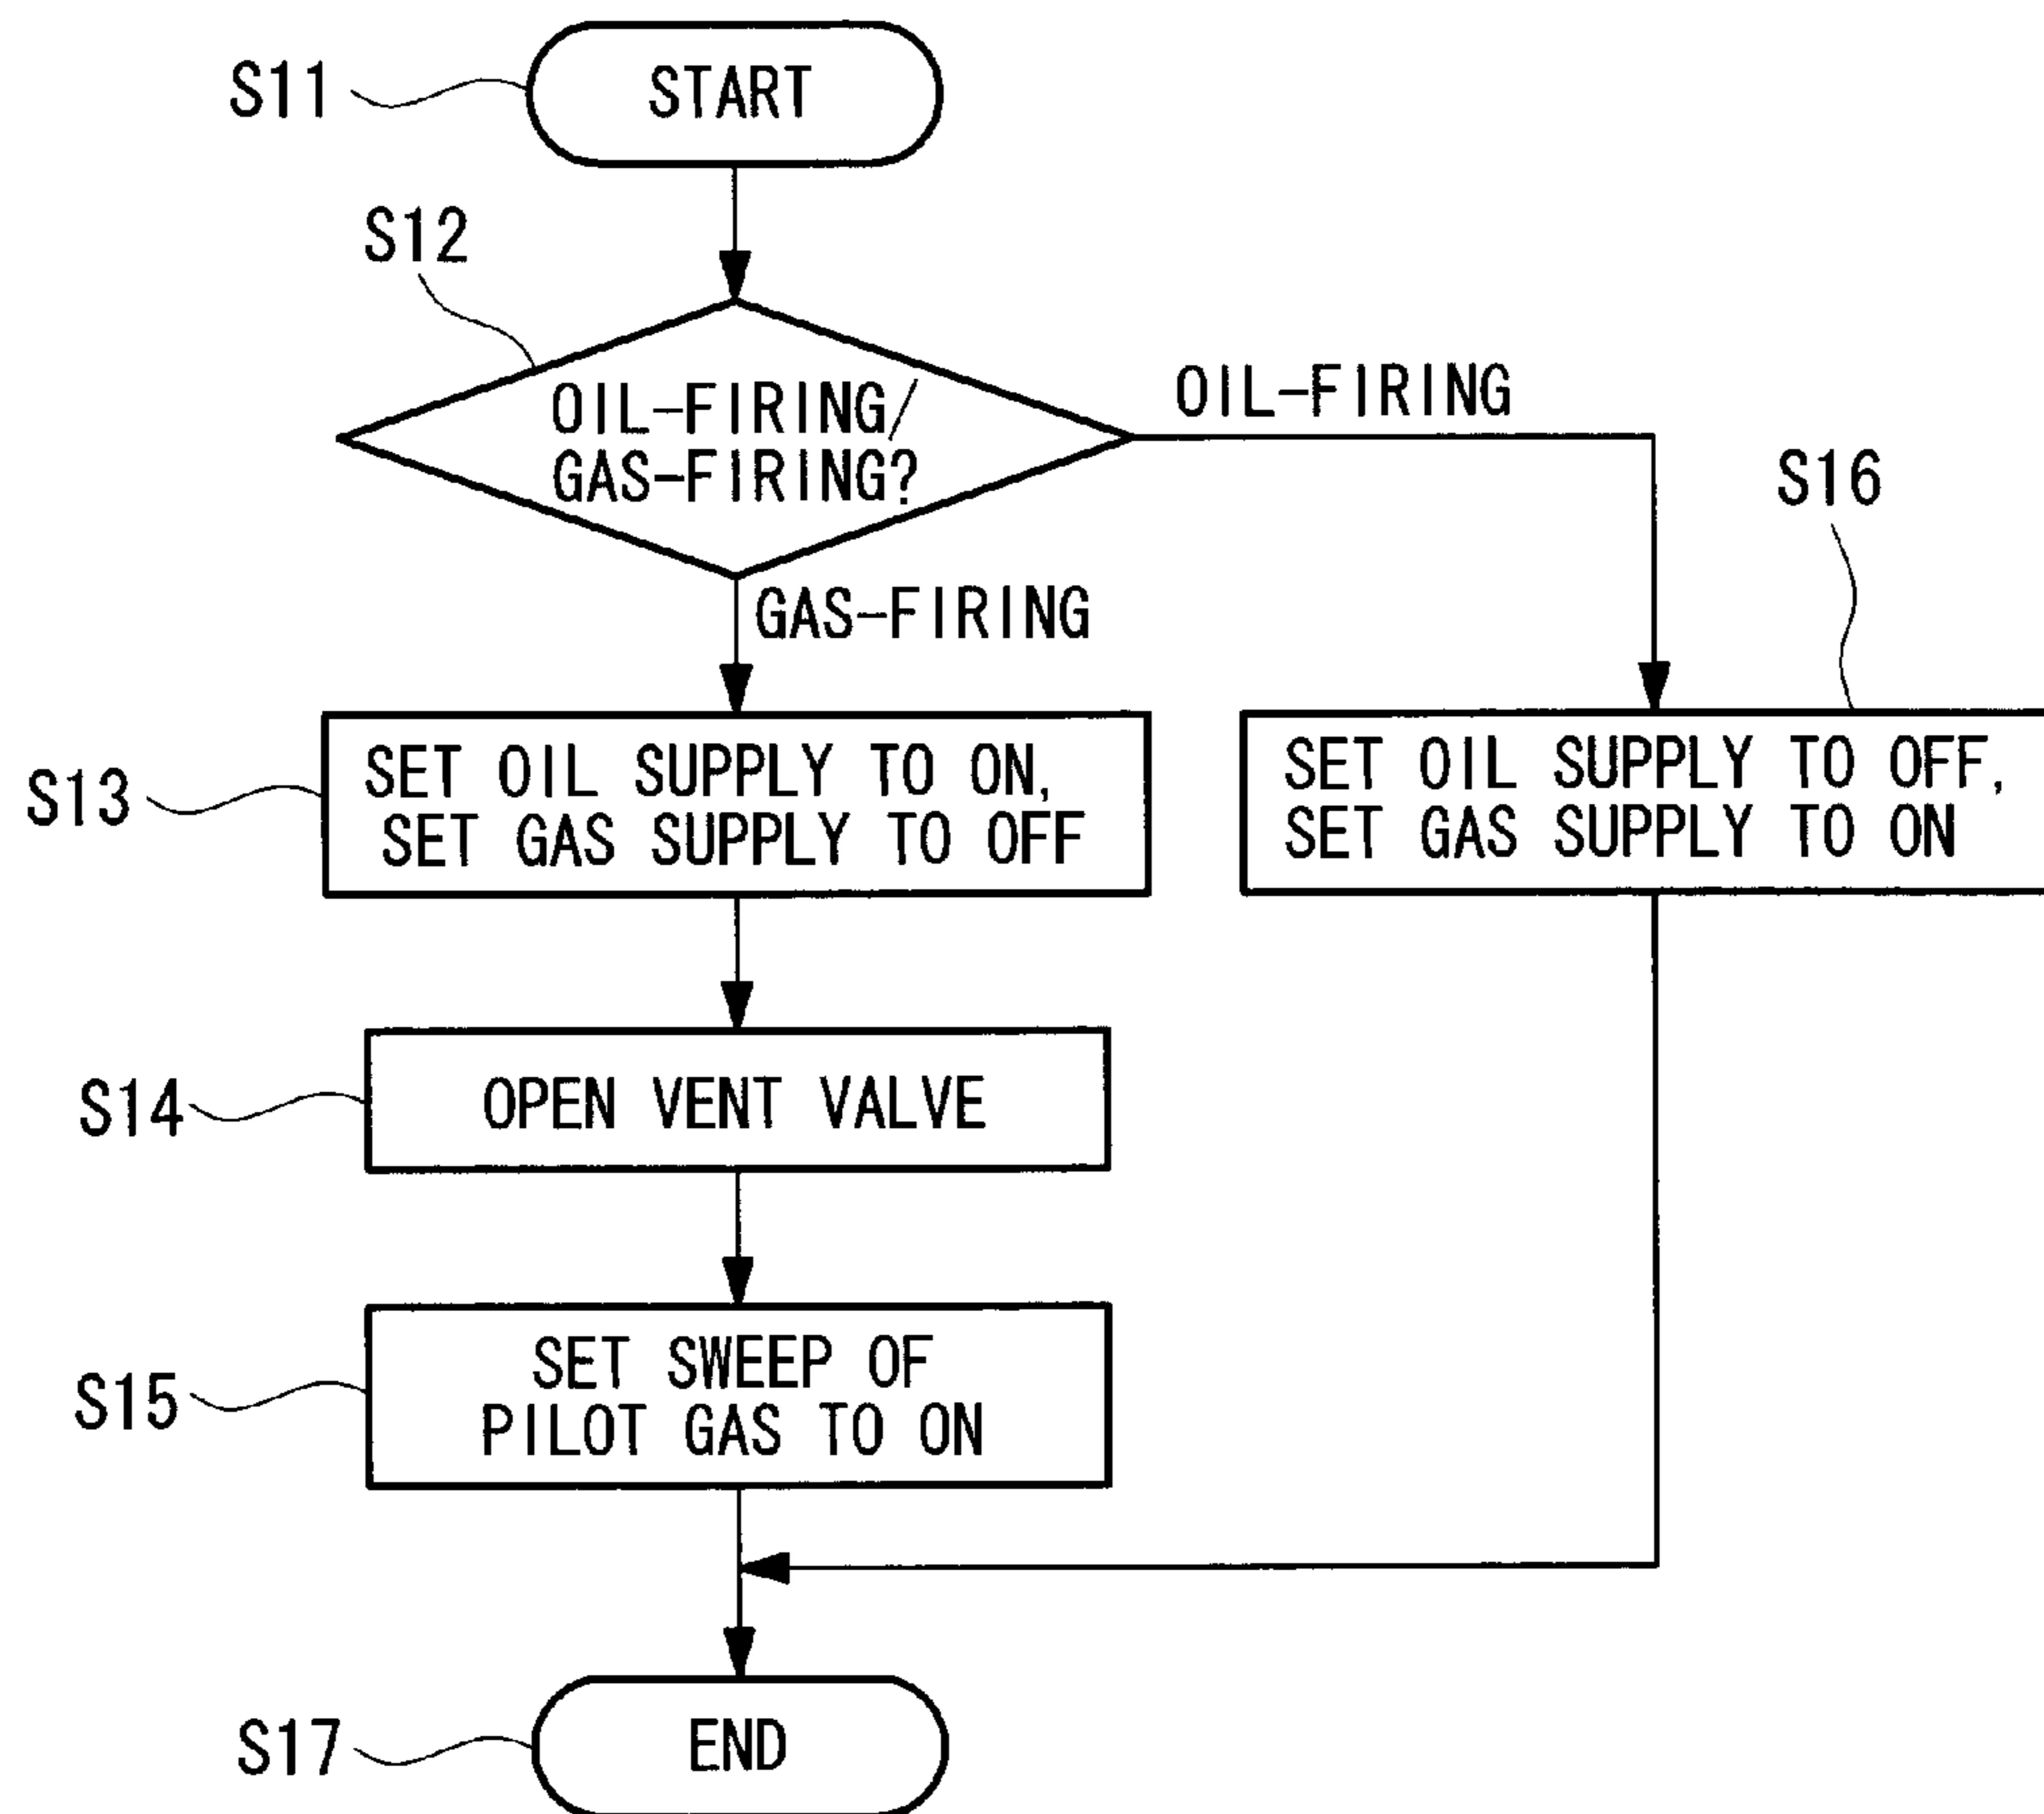 S11
START
S12
OIL-FIRING/
GAS-FIRING?
OIL-FIRING
S16
GAS-FIRING
S13
SET OIL SUPPLY TO ON,
SET GAS SUPPLY TO OFF
SET OIL SUPPLY TO OFF,
SET GAS SUPPLY TO ON
S14
OPEN VENT VALVE
S15
SET SWEEP OF
PILOT GAS TO ON
S17
END